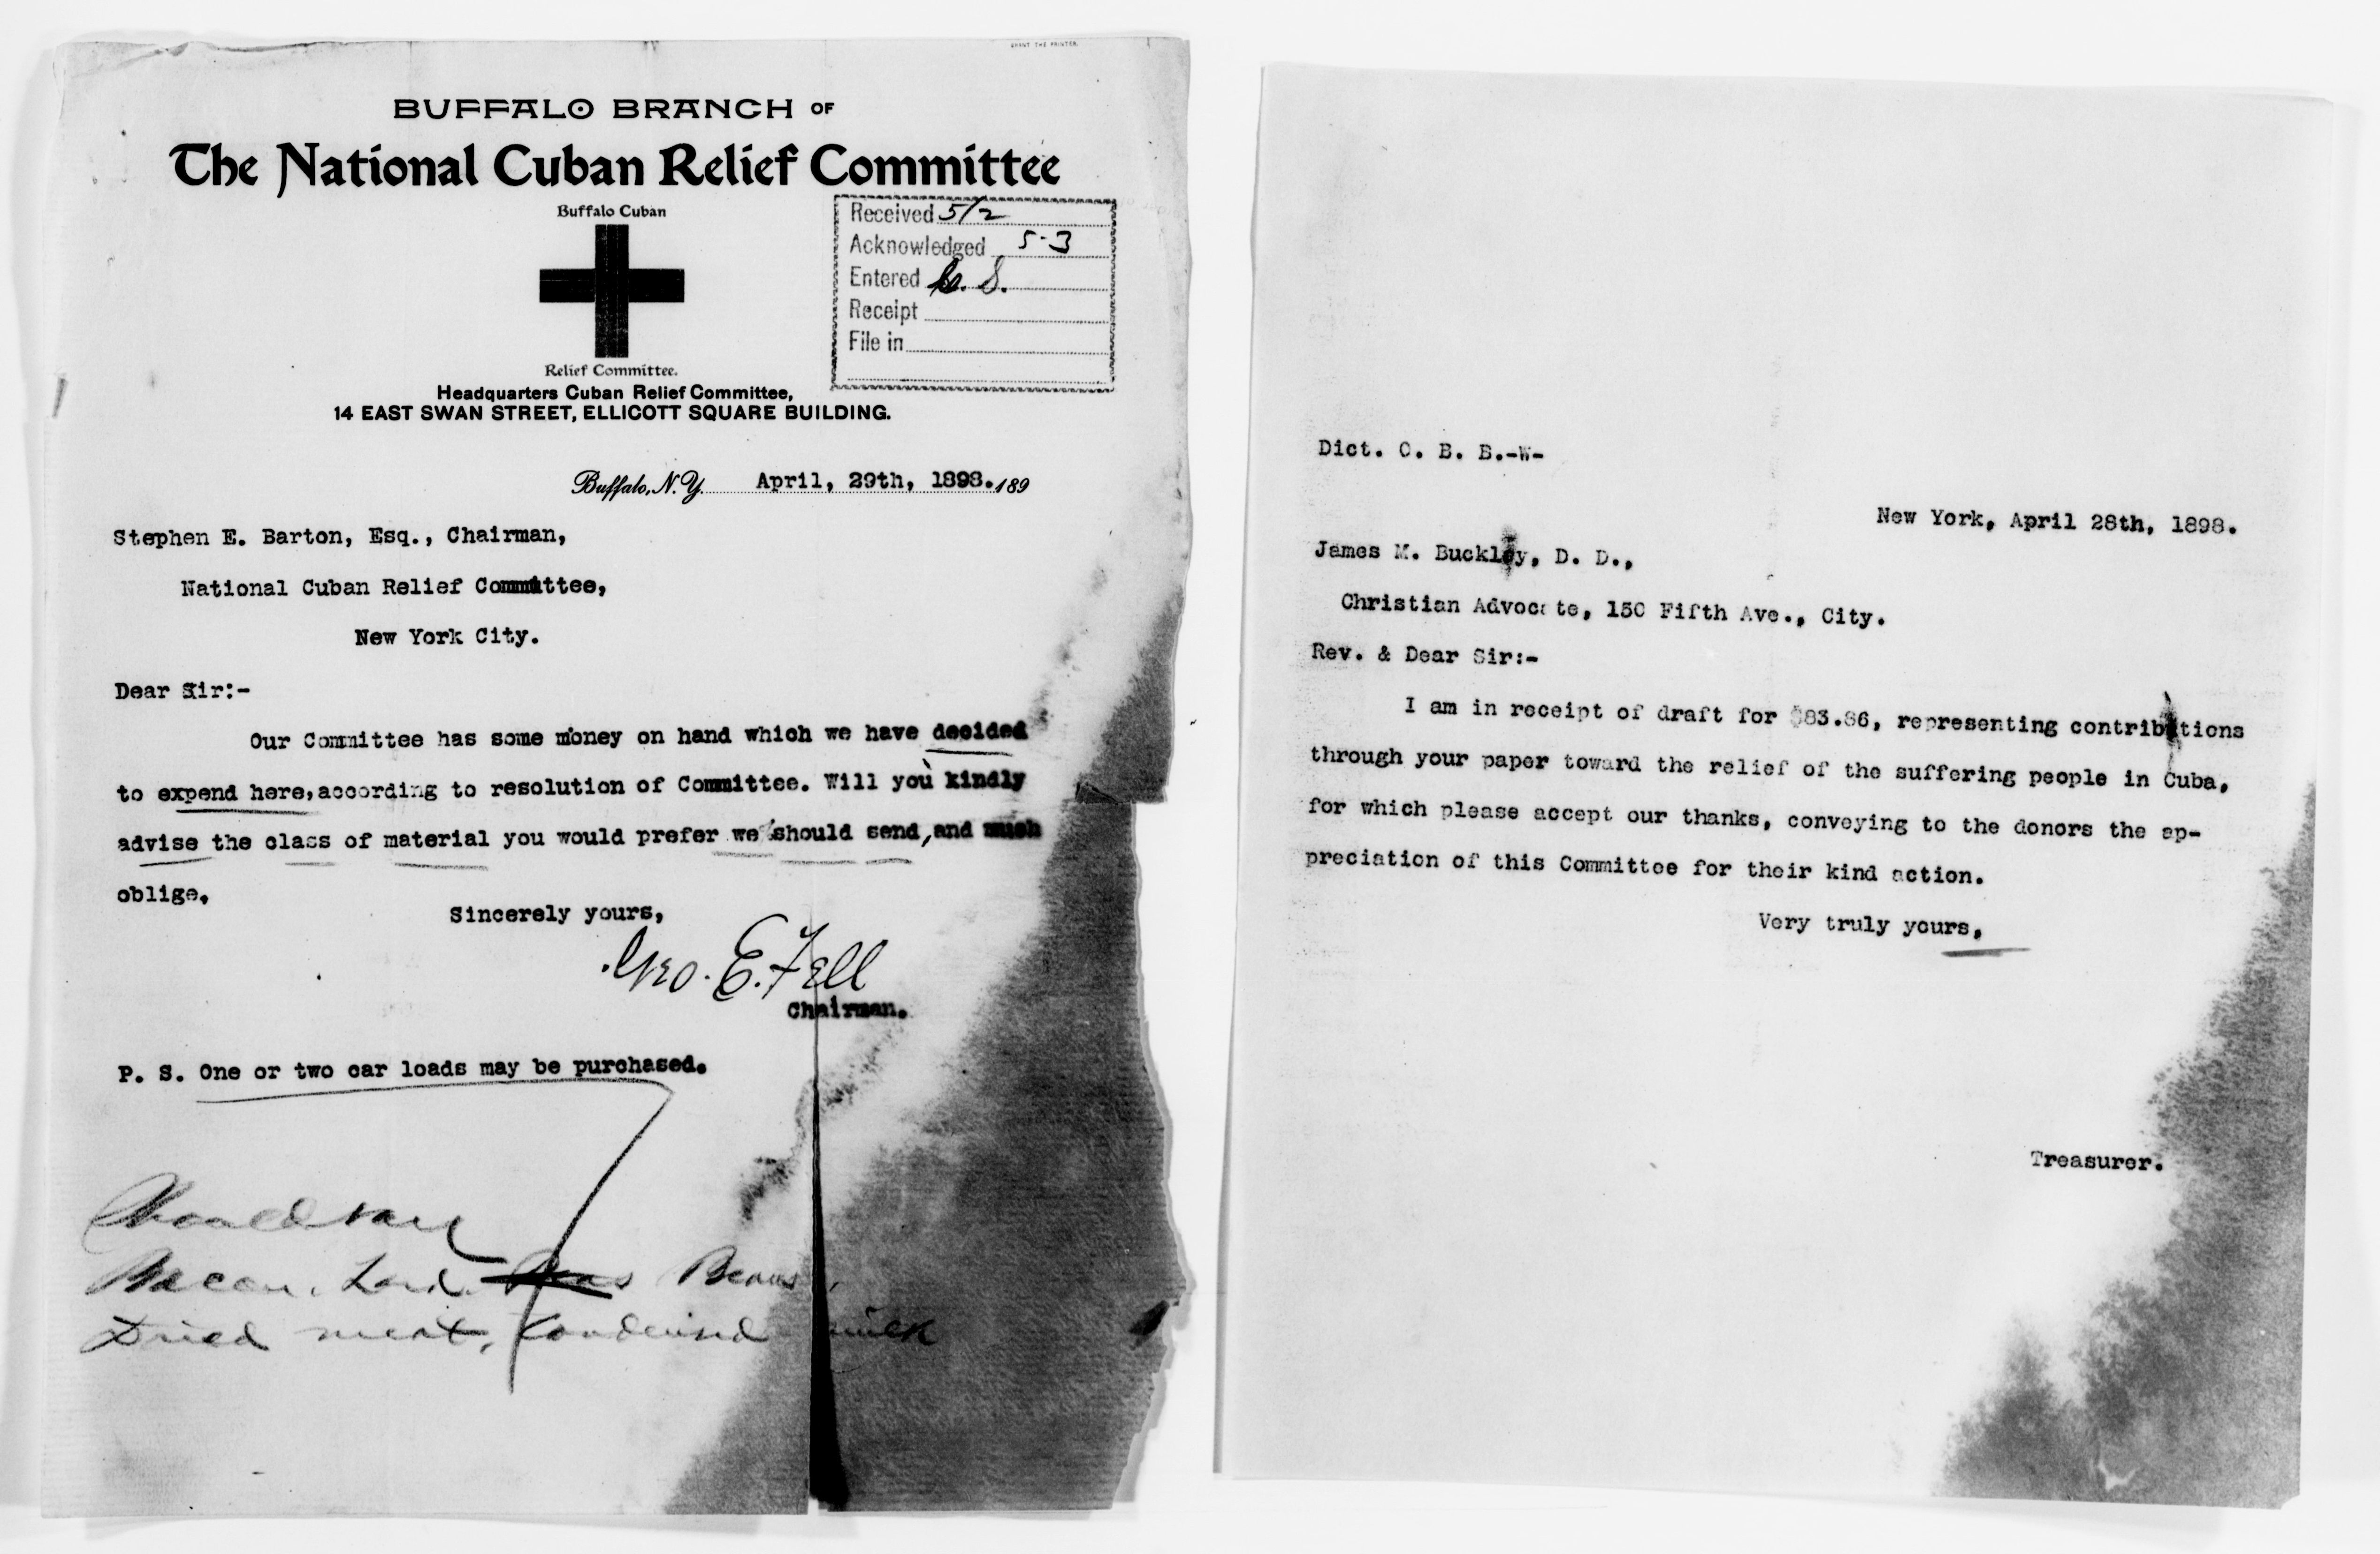 GRANT THE PRINTER.
BUFFALO BRANCH OF
The National Cuban Relief Committee
Buffalo Cuban
Relief Committee.
Received 5/2
Acknowledged 5-3
Entered S.
Receipt
File in
Headquarters Cuban Relief Committee,
14 EAST SWAN STREET, ELLICOTT SQUARE BUILDING.
Buffalo, N. Y. April, 29th, 1898. 189
Stephen E. Barton, Esq., Chairman,
National Cuban Relief Committee,
New York City.
Dear Sir:-
Our Committee has some money on hand which we have decided
to expend here, according to resolution of Committee. Will you kindly
advise the class of material you would prefer we should send, and much
oblige,
Sincerely yours,
Geo. E. Fell
Chairman.
P. S. One or two car loads may be purchased.
Bacon, Lard, Beans,
Dried meat, Condensed milk
Dict. C. B. B.-W-
New York, April 28th, 1898.
James M. Buckley, D. D.,
Christian Advocate, 150 Fifth Ave., City.
Rev. & Dear Sir:-
I am in receipt of draft for $83.86, representing contributions
through your paper toward the relief of the suffering people in Cuba,
for which please accept our thanks, conveying to the donors the ap-
preciation of this Committee for their kind action.
Very truly yours,
Treasurer.